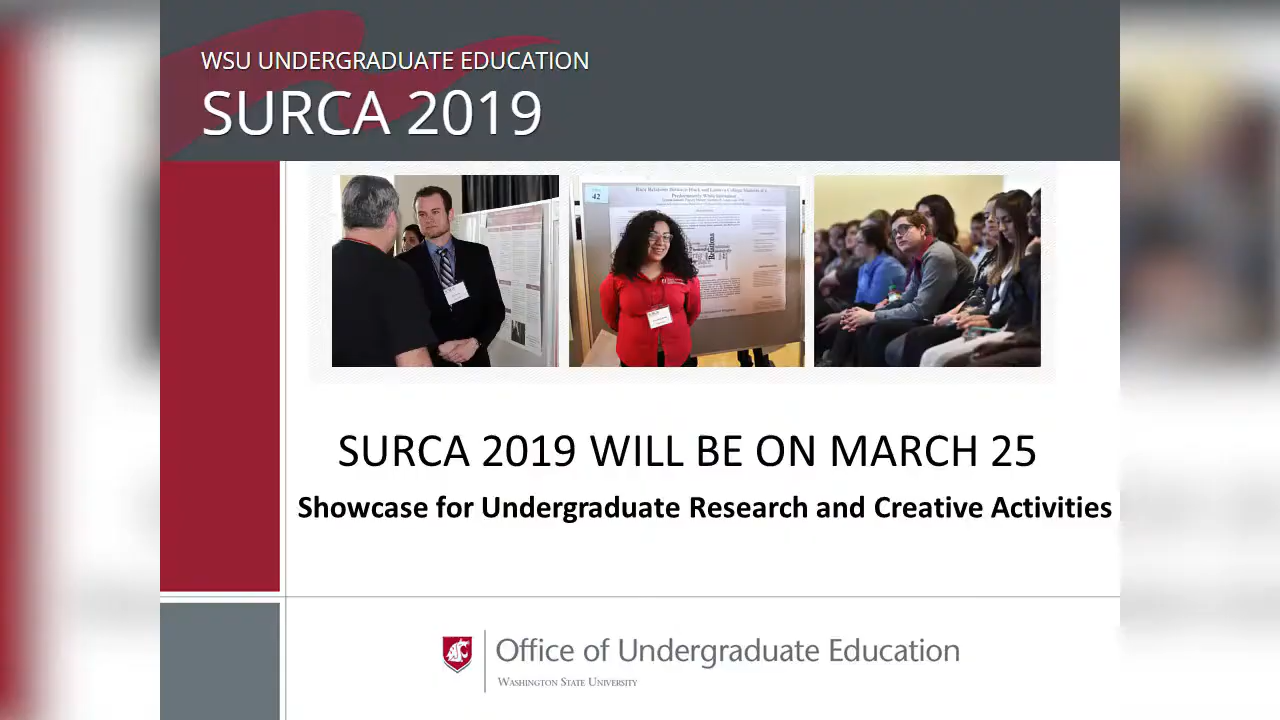 WSU UNDERGRADUATE EDUCATION
SURCA 2019
42
SURCA 2019 WILL BE ON MARCH 25
Showcase for Undergraduate Research and Creative Activities
Office of Undergraduate Education
WASHINGTON STATE UNIVERSITY